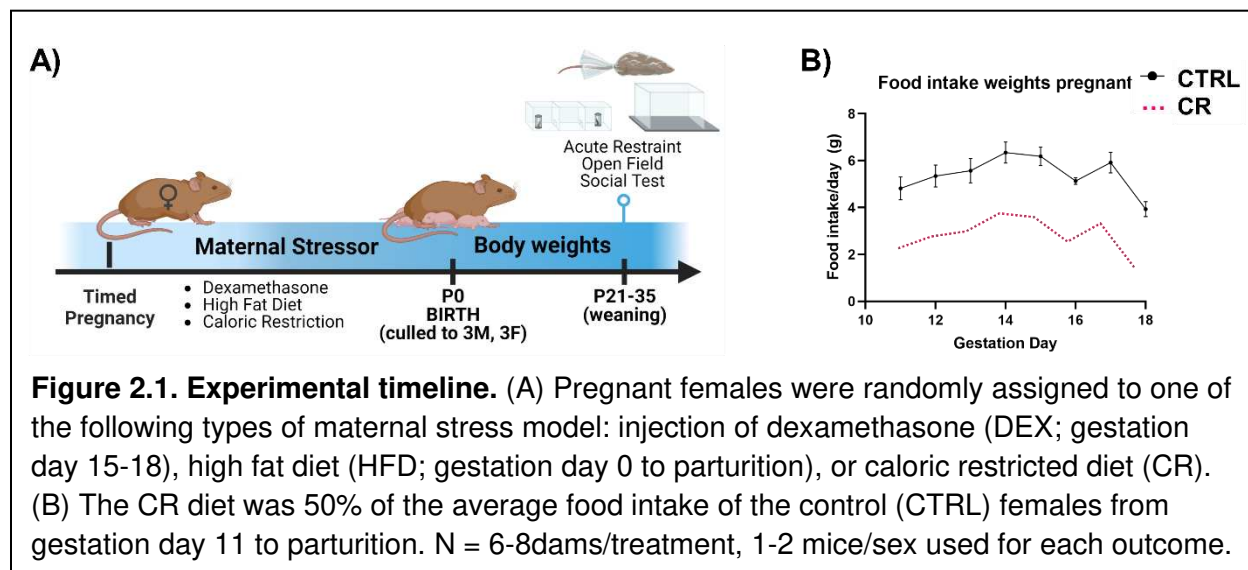 A)
Acute Restraint
Open Field
Social Test
♀
Maternal Stressor
Body weights
Timed
Pregnancy
• Dexamethasone
• High Fat Diet
• Caloric Restriction
P0
BIRTH
(culled to 3M, 3F)
P21-35
(weaning)
B)
Food intake weights pregnant
CTRL
CR
Food intake/day (g)
8
6
4
2
0
10
12
14
16
18
Gestation Day
Figure 2.1. Experimental timeline. (A) Pregnant females were randomly assigned to one of
the following types of maternal stress model: injection of dexamethasone (DEX; gestation
day 15-18), high fat diet (HFD; gestation day 0 to parturition), or caloric restricted diet (CR).
(B) The CR diet was 50% of the average food intake of the control (CTRL) females from
gestation day 11 to parturition. N = 6-8dams/treatment, 1-2 mice/sex used for each outcome.